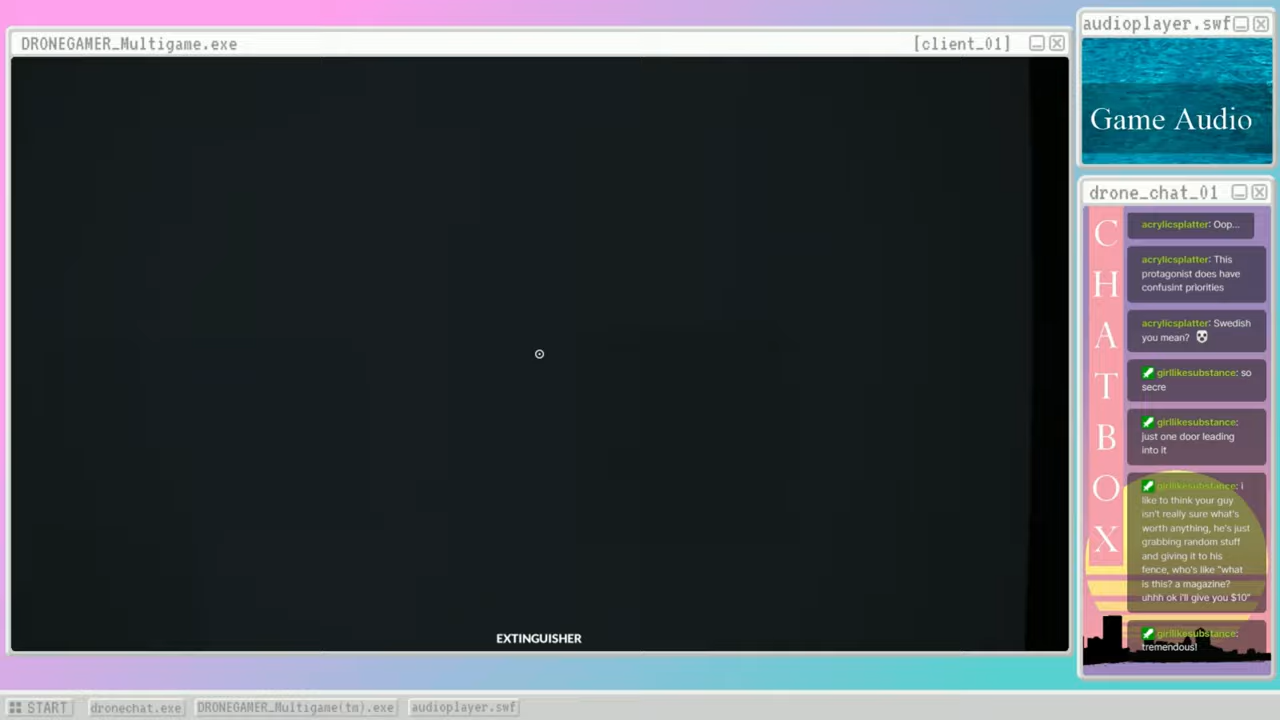 DRONEGAMER_Multigame.exe
[client_01]
EXTINGUISHER
audioplayer.swf
Game Audio
drone_chat_01
CHATBOX
acrylicsplatter: Oop...
acrylicsplatter: This
protagonist does have
confusint priorities
acrylicsplatter: Swedish
you mean?
girllikesubstance: so
secre
girllikesubstance:
just one door leading
into it
girllikesubstance: i
like to think your guy
isn't really sure what's
worth anything, he's just
grabbing random stuff
and giving it to his
fence, who's like "what
is this? a magazine?
uhhh ok i'll give you $10"
girllikesubstance:
tremendous!
START
dronechat.exe
DRONEGAMER_Multigame(tm).exe
audioplayer.swf